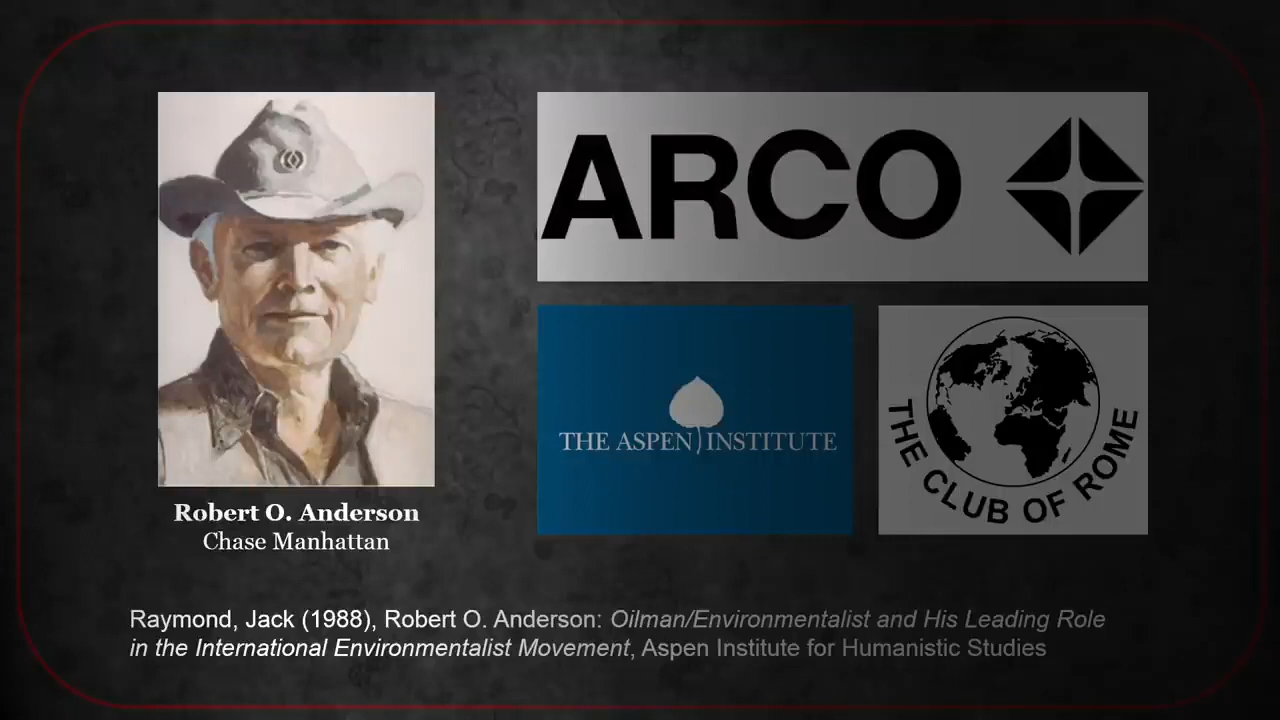 ARCO
THE ASPEN INSTITUTE
THE CLUB OF ROME
Robert O. Anderson
Chase Manhattan
Raymond, Jack (1988), Robert O. Anderson: Oilman/Environmentalist and His Leading Role
in the International Environmentalist Movement, Aspen Institute for Humanistic Studies